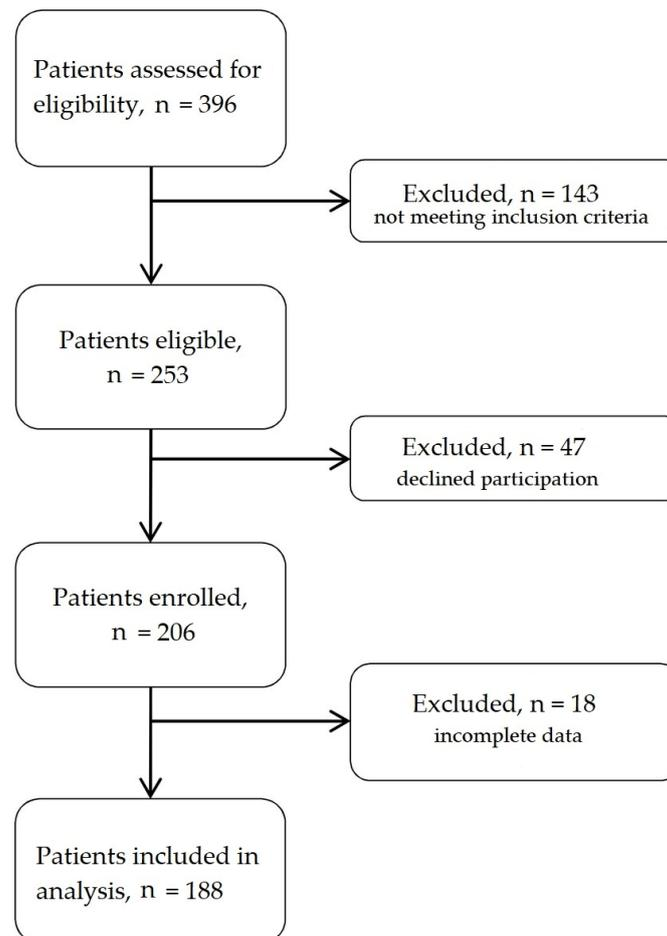 Patients assessed for
eligibility, n = 396
Excluded, n = 143
not meeting inclusion criteria
Patients eligible,
n = 253
Excluded, n = 47
declined participation
Patients enrolled,
n = 206
Excluded, n = 18
incomplete data
Patients included in
analysis, n = 188